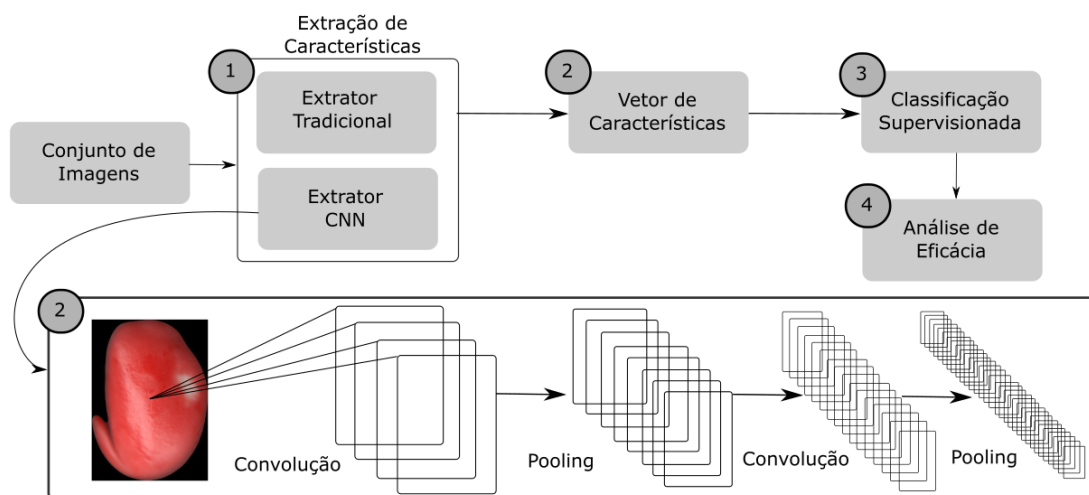 Extração de
Características
1
Extrator
Tradicional
Extrator
CNN
Conjunto de
Imagens
2
Vetor de
Características
3
Classificação
Supervisionada
4
Análise de
Eficácia
2
Convolução
Pooling
Convolução
Pooling